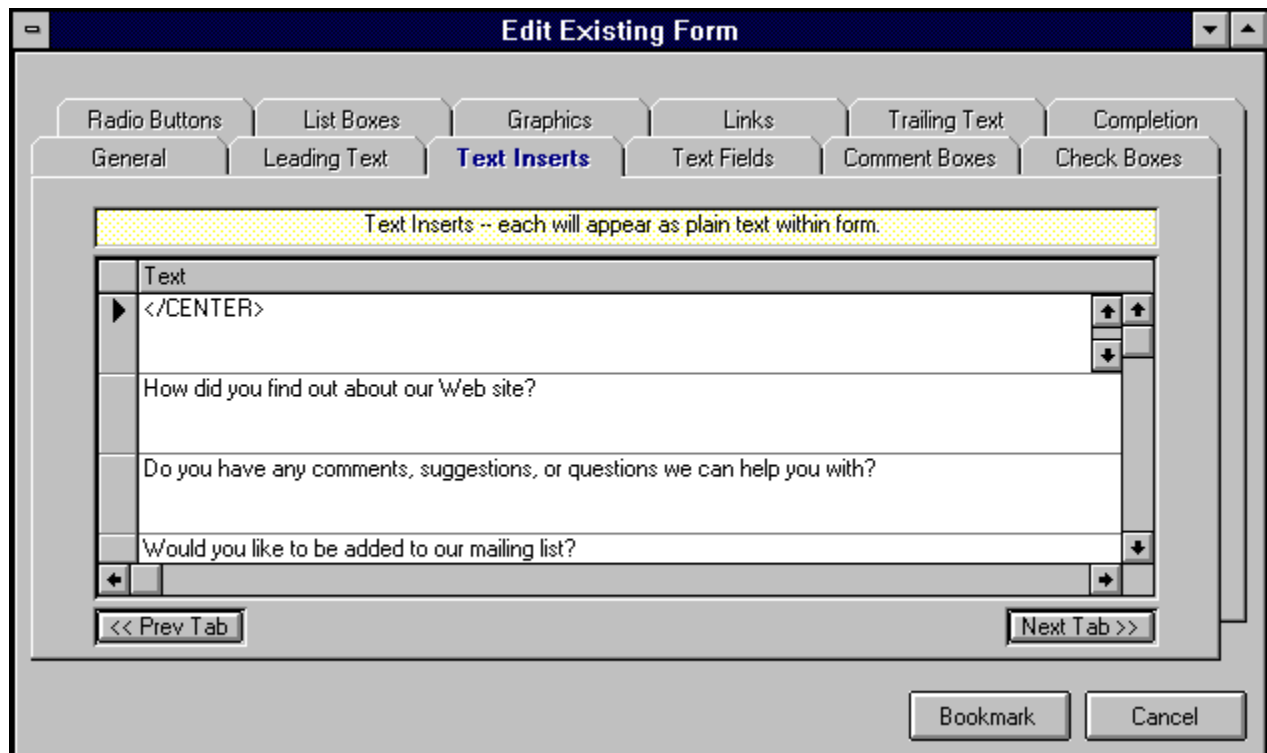 Edit Existing Form
Radio Buttons List Boxes Graphics Links Trailing Text Completion
General Leading Text Text Inserts Text Fields Comment Boxes Check Boxes
Text Inserts -- each will appear as plain text within form.
Text
</CENTER>
How did you find out about our Web site?
Do you have any comments, suggestions, or questions we can help you with?
Would you like to be added to our mailing list?
<< Prev Tab Next Tab >>
Bookmark Cancel